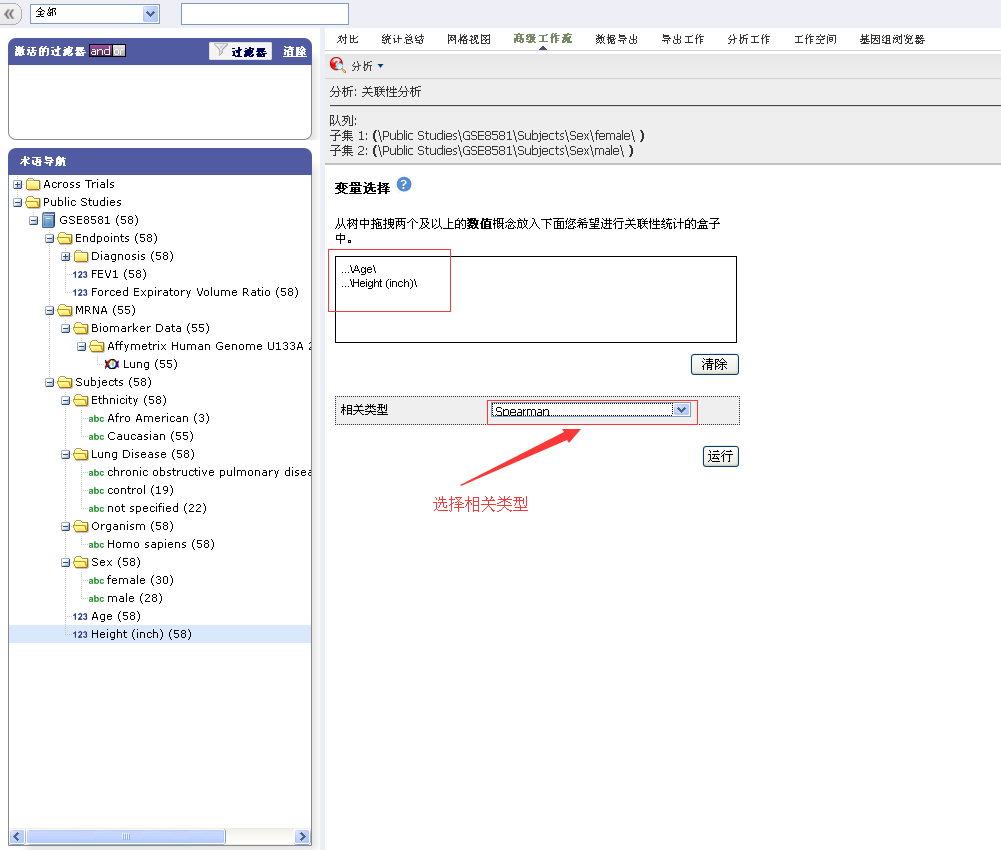 全部
激活的过滤器 and or 过滤器 清除
术语导航
Across Trials
Public Studies
GSE8581 (58)
Endpoints (58)
Diagnosis (58)
123 FEV1 (58)
123 Forced Expiratory Volume Ratio (58)
MRNA (55)
Biomarker Data (55)
Affymetrix Human Genome U133A 2
Lung (55)
Subjects (58)
Ethnicity (58)
abc Afro American (3)
abc Caucasian (55)
Lung Disease (58)
abc chronic obstructive pulmonary disea
abc control (19)
abc not specified (22)
Organism (58)
abc Homo sapiens (58)
Sex (58)
abc female (30)
abc male (28)
123 Age (58)
123 Height (inch) (58)
对比 统计总结 网格视图 高级工作流 数据导出 导出工作 分析工作 工作空间 基因组浏览器
分析
分析: 关联性分析
队列:
子集 1: (\Public Studies\GSE8581\Subjects\Sex\female\ )
子集 2: (\Public Studies\GSE8581\Subjects\Sex\male\ )
变量选择 ?
从树中拖拽两个及以上的数值概念放入下面您希望进行关联性统计的盒子
中。
...\Age\
...\Height (inch)\
清除
相关类型 Spearman
运行
选择相关类型